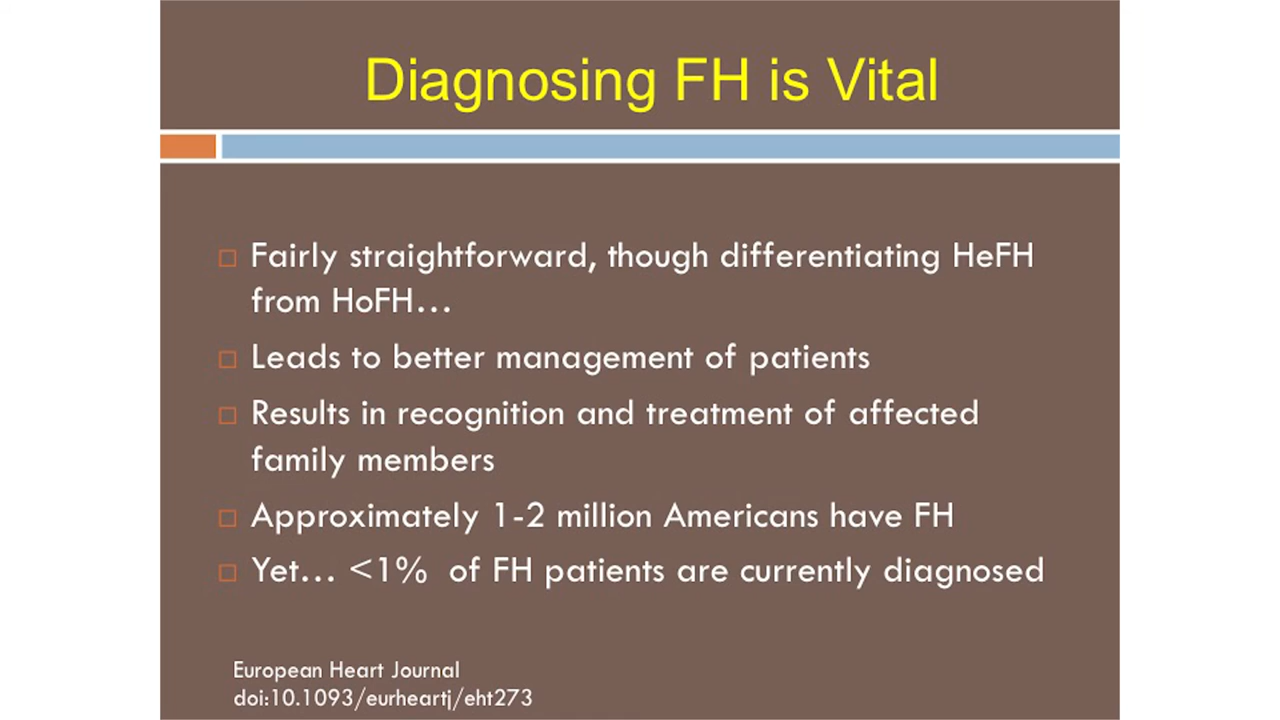 Diagnosing FH is Vital
Fairly straightforward, though differentiating HeFH
from HoFH...
Leads to better management of patients
Results in recognition and treatment of affected
family members
Approximately 1-2 million Americans have FH
Yet... <1% of FH patients are currently diagnosed
European Heart Journal
doi:10.1093/eurheartj/eht273